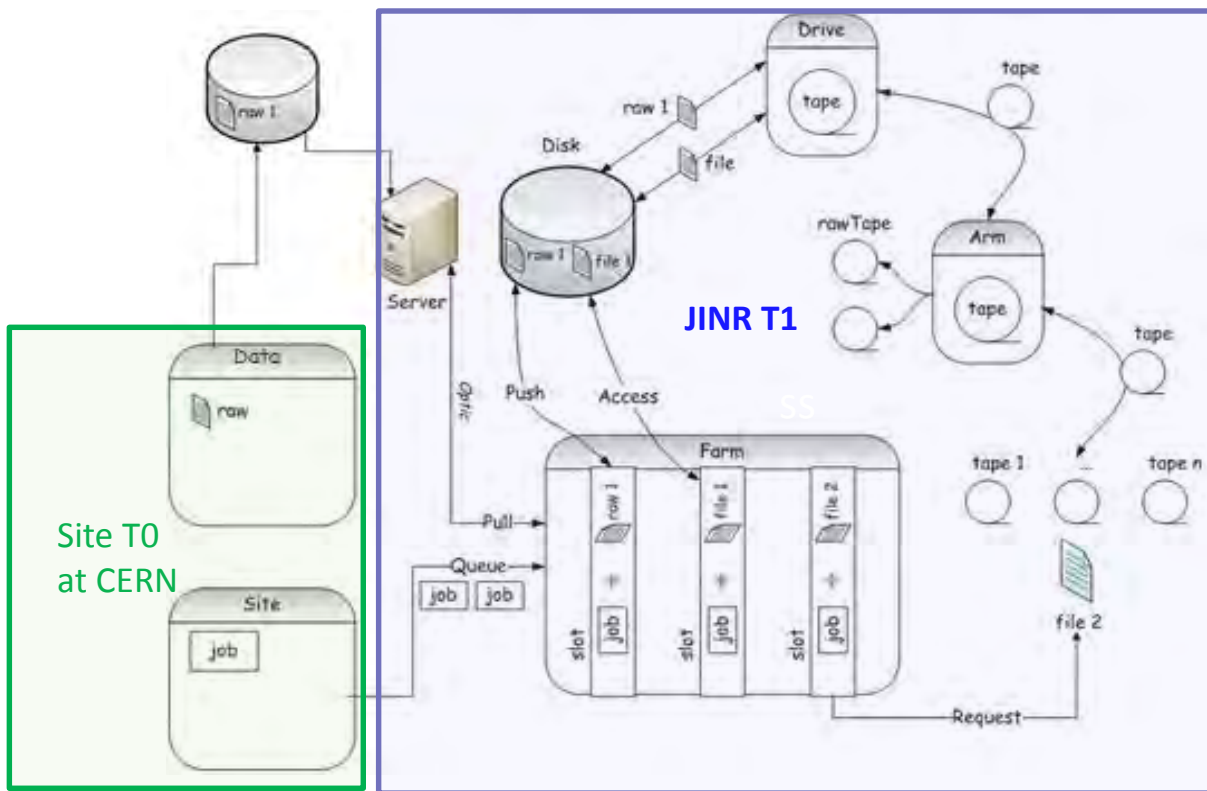 Drive
tape
tape
raw 1
raw 1
file
Disk
raw 1
file 1
Server
rawTape
Arm
tape
JINR T1
tape
Data
raw
Optic
Push
Access
SS
Farm
tape 1
...
tape n
raw 1
file 1
file 2
Pull
Site T0
at CERN
Queue
job
job
+
+
+
Site
job
slot
job
slot
job
slot
job
file 2
Request